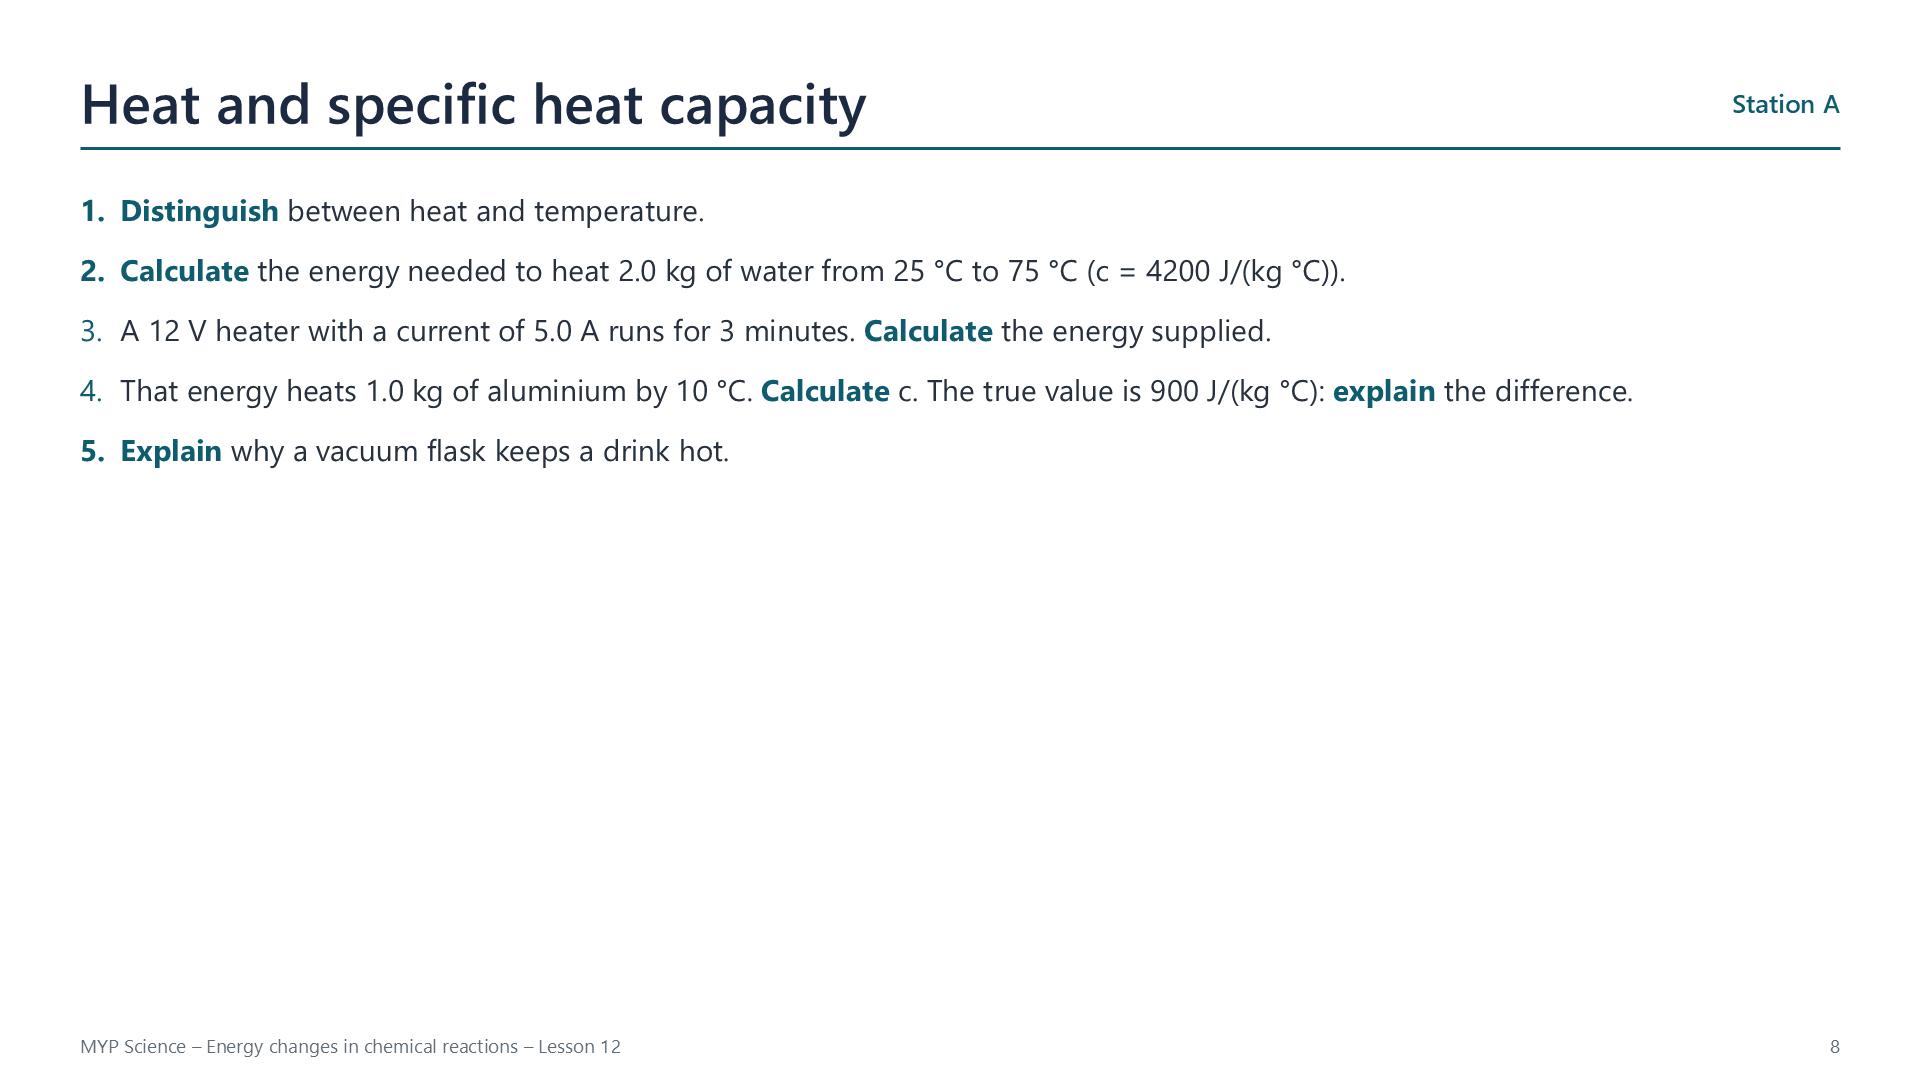 Heat and specific heat capacity
Station A
1. Distinguish between heat and temperature.
2. Calculate the energy needed to heat 2.0 kg of water from 25 °C to 75 °C (c = 4200 J/(kg °C)).
3. A 12 V heater with a current of 5.0 A runs for 3 minutes. Calculate the energy supplied.
4. That energy heats 1.0 kg of aluminium by 10 °C. Calculate c. The true value is 900 J/(kg °C): explain the difference.
5. Explain why a vacuum flask keeps a drink hot.
MYP Science – Energy changes in chemical reactions – Lesson 12
8